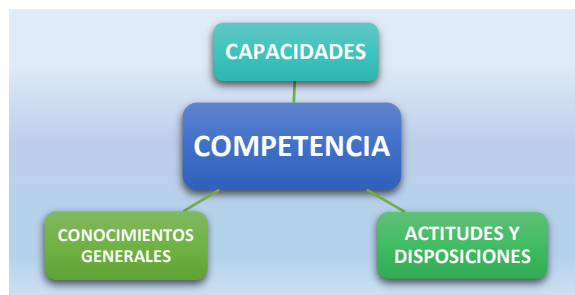 CAPACIDADES
COMPETENCIA
CONOCIMIENTOS
GENERALES
ACTITUDES Y
DISPOSICIONES